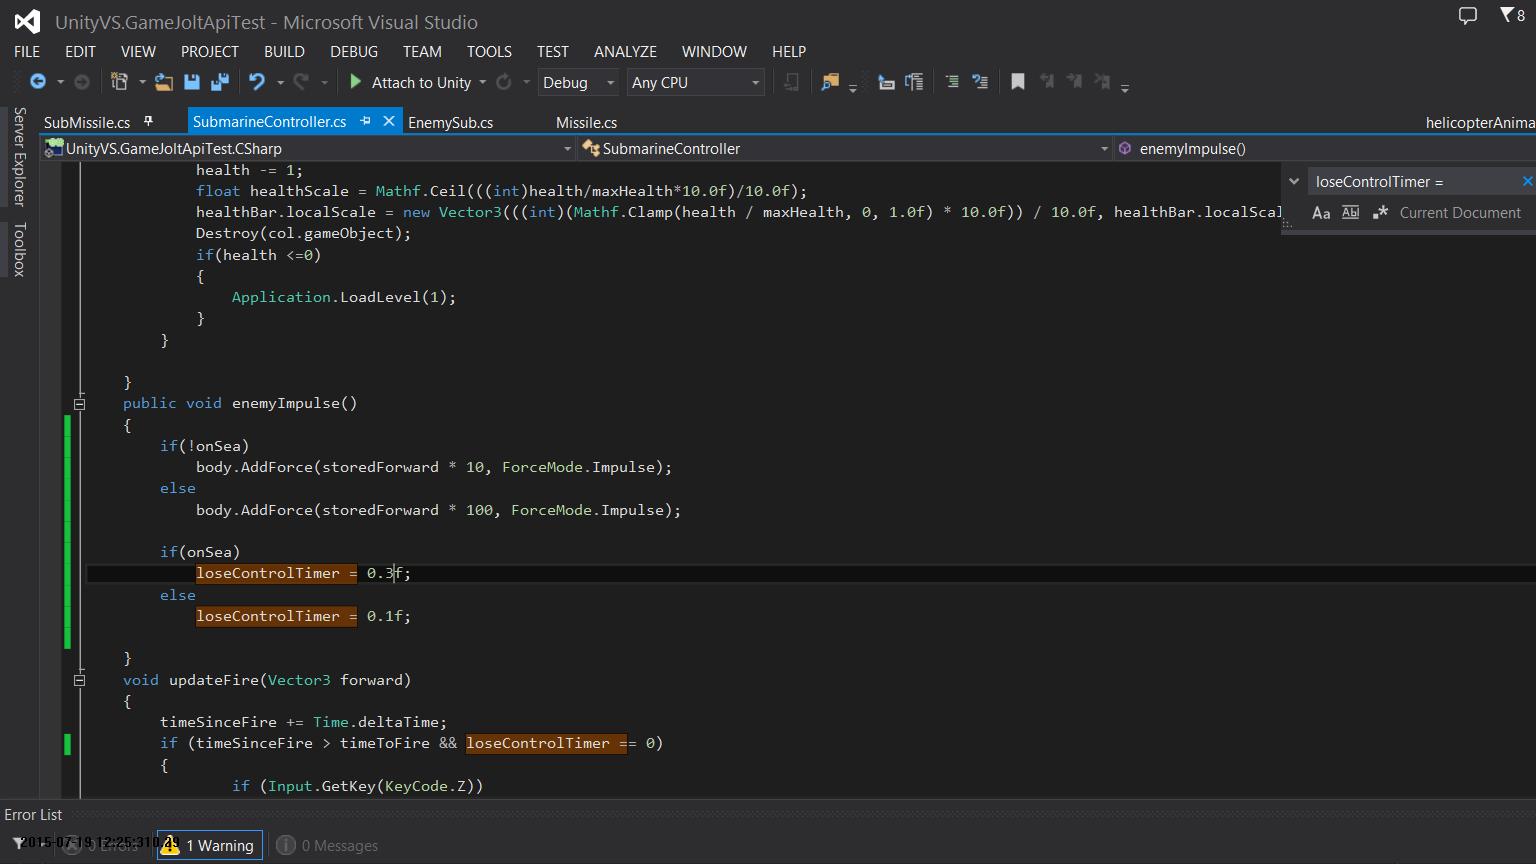 UnityVS.GameJoltApiTest - Microsoft Visual Studio
8
FILE EDIT VIEW PROJECT BUILD DEBUG TEAM TOOLS TEST ANALYZE WINDOW HELP
Attach to Unity Debug Any CPU
Server Explorer
Toolbox
SubMissile.cs SubmarineController.cs EnemySub.cs Missile.cs helicopterAnima
UnityVS.GameJoltApiTest.CSharp SubmarineController enemyImpulse()
loseControlTimer =
Aa Abl .* Current Document
health -= 1;
float healthScale = Mathf.Ceil(((int)health/maxHealth*10.0f)/10.0f);
healthBar.localScale = new Vector3(((int)(Mathf.Clamp(health / maxHealth, 0, 1.0f) * 10.0f)) / 10.0f, healthBar.localScal
Destroy(col.gameObject);
if(health <=0)
{
Application.LoadLevel(1);
}
}
}
public void enemyImpulse()
{
if(!onSea)
body.AddForce(storedForward * 10, ForceMode.Impulse);
else
body.AddForce(storedForward * 100, ForceMode.Impulse);
if(onSea)
loseControlTimer = 0.3f;
else
loseControlTimer = 0.1f;
}
void updateFire(Vector3 forward)
{
timeSinceFire += Time.deltaTime;
if (timeSinceFire > timeToFire && loseControlTimer == 0)
{
if (Input.GetKey(KeyCode.Z))
Error List
0 Errors 1 Warning 0 Messages